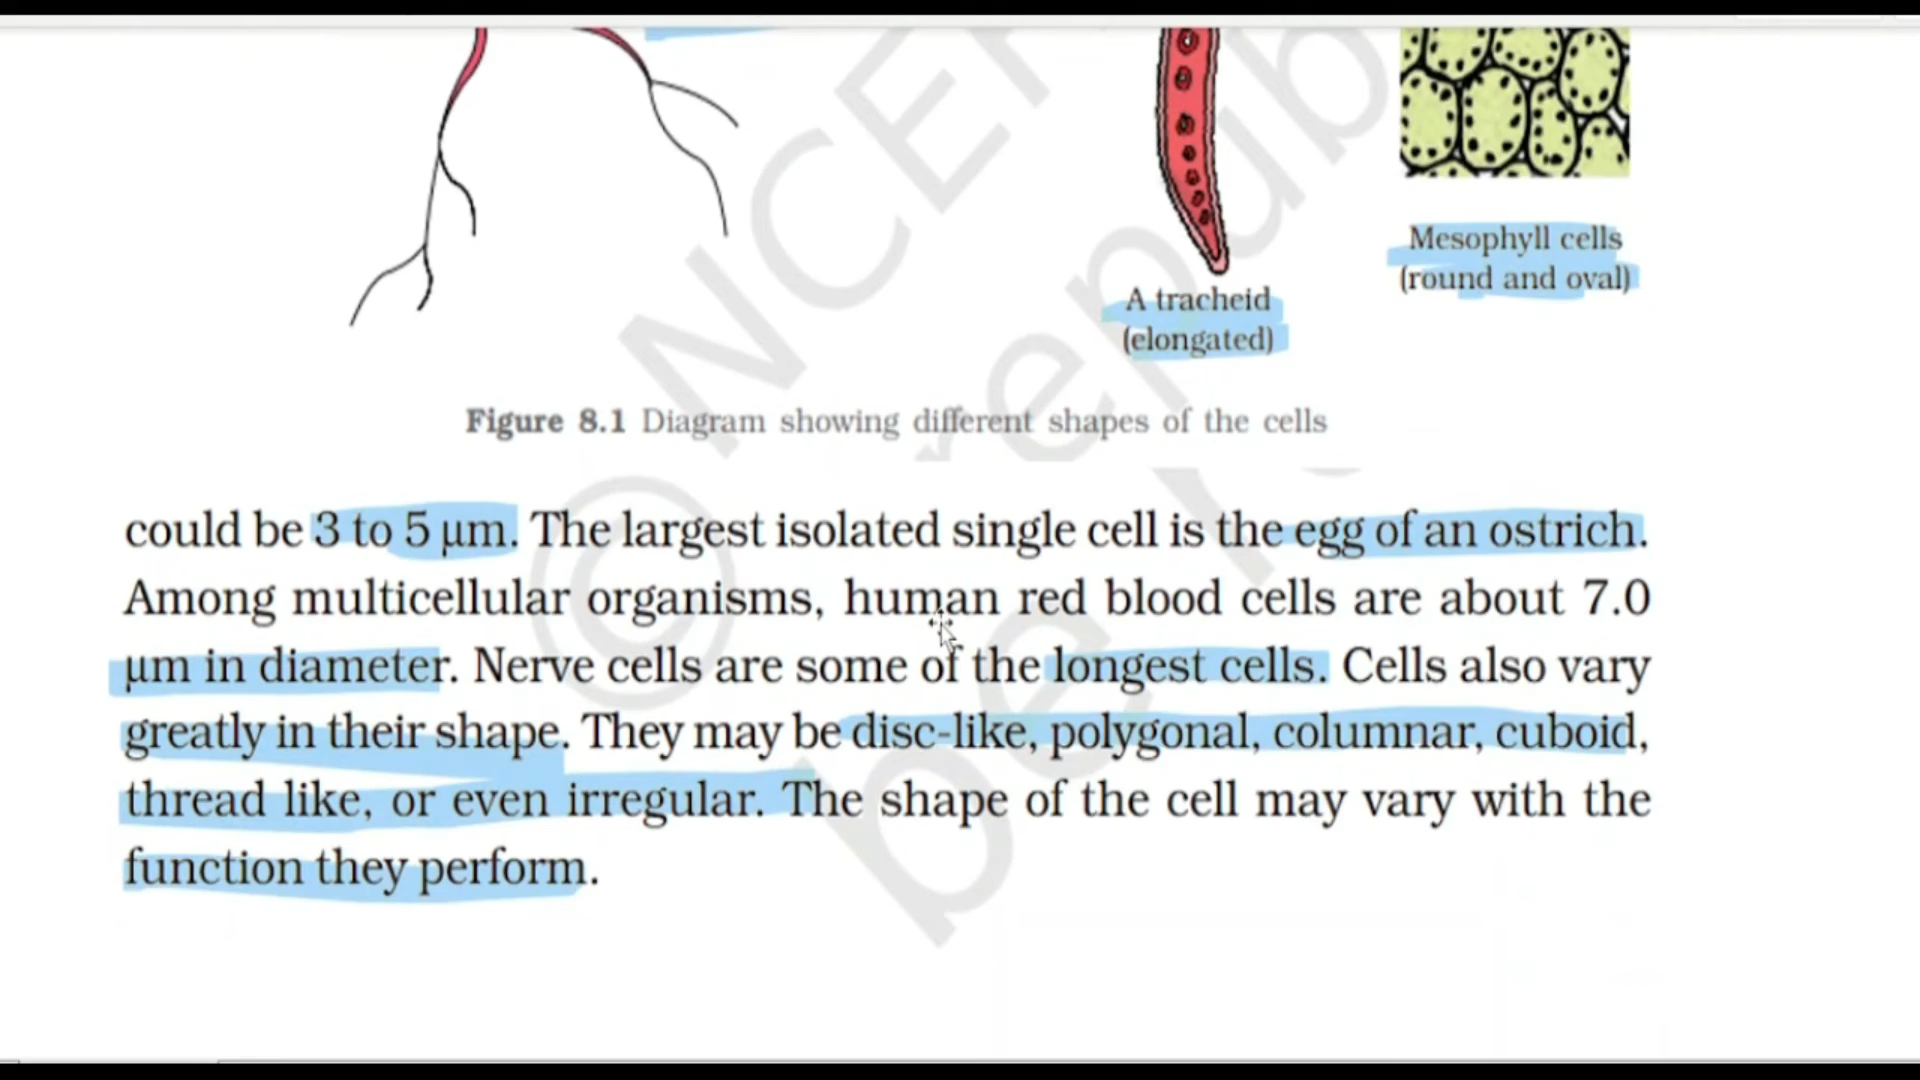 Mesophyll cells
(round and oval)
A tracheid
(elongated)
Figure 8.1 Diagram showing different shapes of the cells
could be 3 to 5 µm. The largest isolated single cell is the egg of an ostrich.
Among multicellular organisms, human red blood cells are about 7.0
µm in diameter. Nerve cells are some of the longest cells. Cells also vary
greatly in their shape. They may be disc-like, polygonal, columnar, cuboid,
thread like, or even irregular. The shape of the cell may vary with the
function they perform.